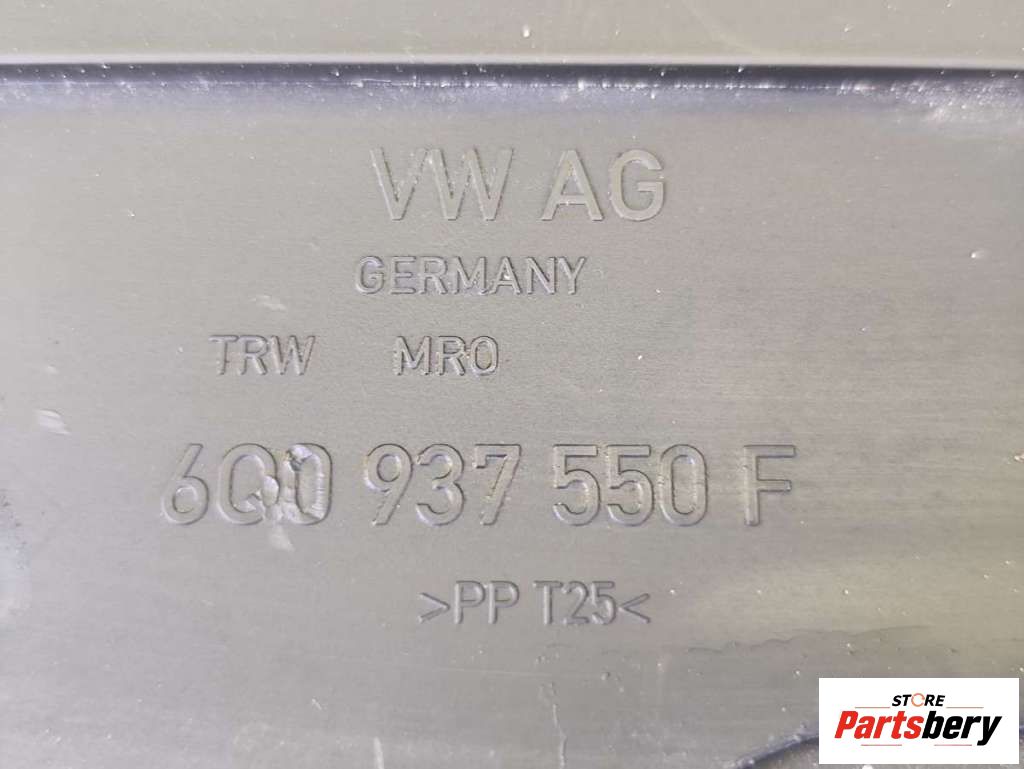 VW AG
GERMANY
TRW MRO
6Q0 937 550 F
>PP T25<
STORE
Partsbery